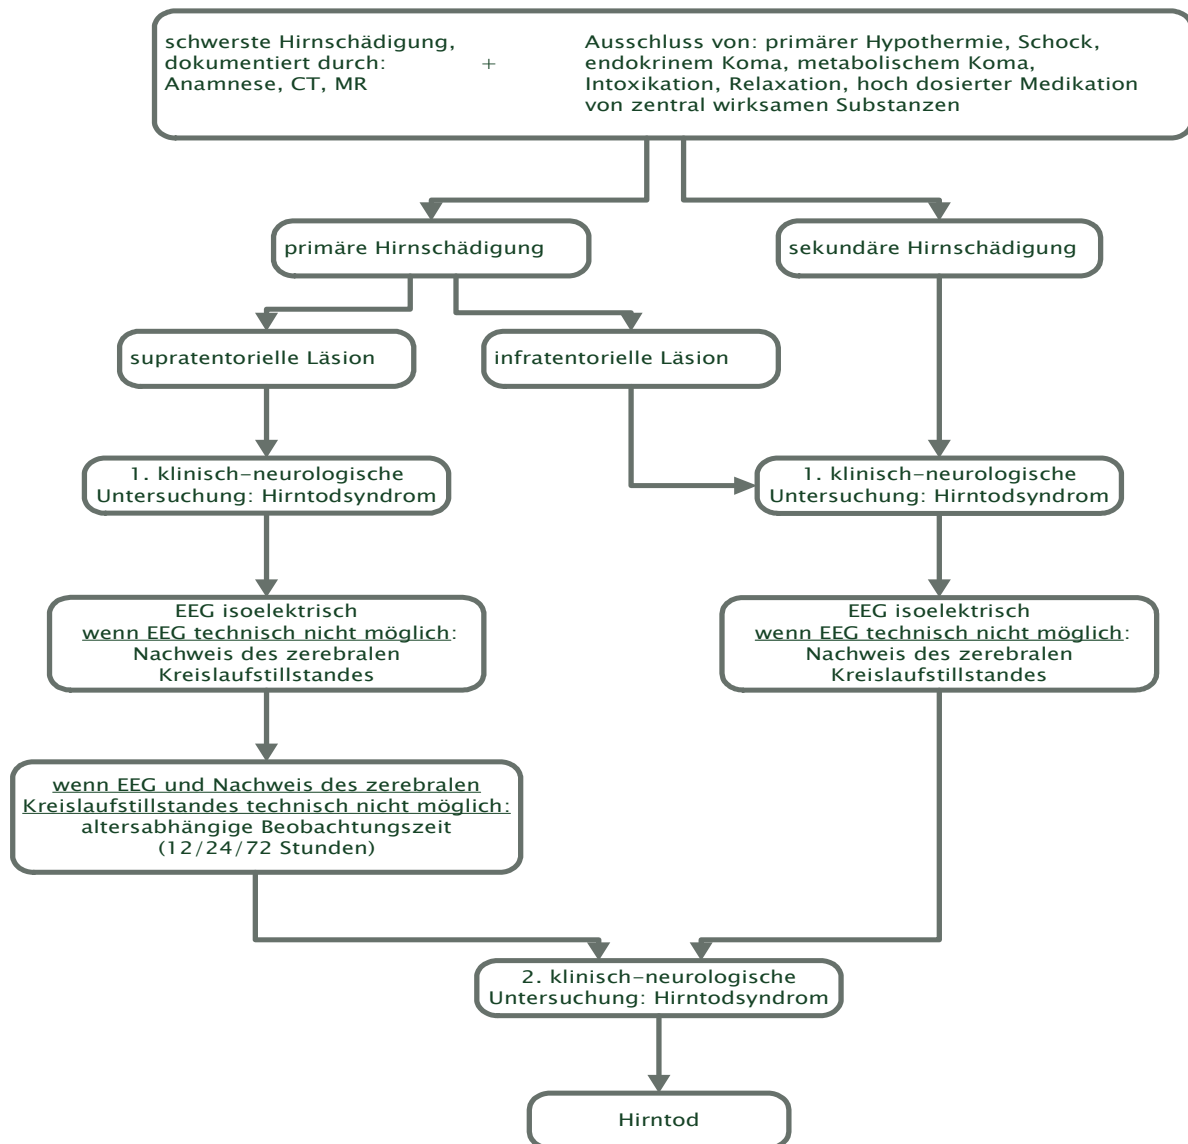 schwerste Hirnschädigung,
dokumentiert durch:
Anamnese, CT, MR
+
Ausschluss von: primärer Hypothermie, Schock,
endokrinem Koma, metabolischem Koma,
Intoxikation, Relaxation, hoch dosierter Medikation
von zentral wirksamen Substanzen
primäre Hirnschädigung
sekundäre Hirnschädigung
supratentorielle Läsion
infratentorielle Läsion
1. klinisch-neurologische
Untersuchung: Hirntodsyndrom
1. klinisch-neurologische
Untersuchung: Hirntodsyndrom
EEG isoelektrisch
wenn EEG technisch nicht möglich:
Nachweis des zerebralen
Kreislaufstillstandes
EEG isoelektrisch
wenn EEG technisch nicht möglich:
Nachweis des zerebralen
Kreislaufstillstandes
wenn EEG und Nachweis des zerebralen
Kreislaufstillstandes technisch nicht möglich:
altersabhängige Beobachtungszeit
(12/24/72 Stunden)
2. klinisch-neurologische
Untersuchung: Hirntodsyndrom
Hirntod